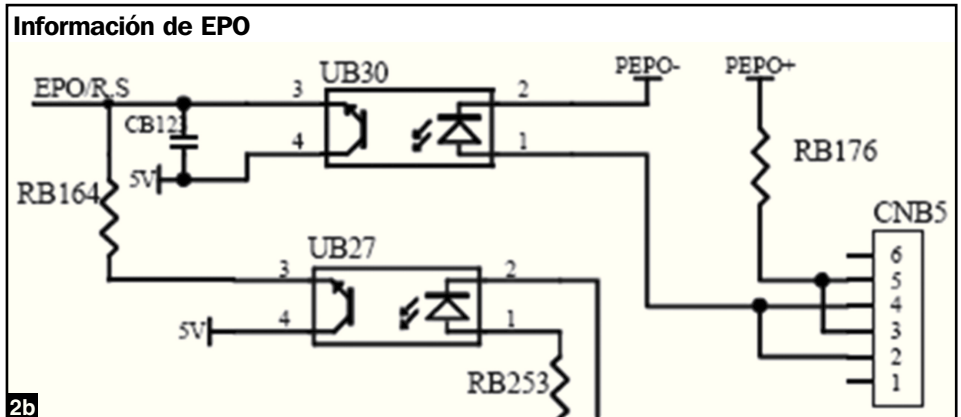 Información de EPO
EPO/R.S
CB123
5V
RB164
UB30
3
4
2
1
PEPO-
PEPO+
RB176
CNB5
6
5
4
3
2
1
UB27
3
4
2
1
5V
RB253
2b